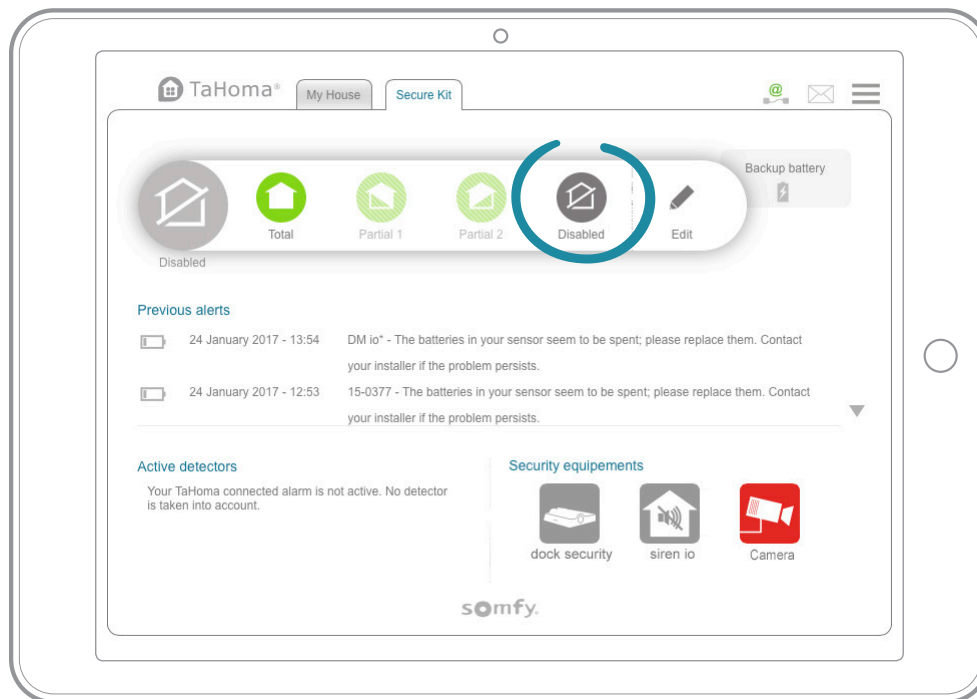 TaHoma®
My House
Secure Kit
@
Backup battery
Total
Partial 1
Partial 2
Disabled
Edit
Disabled
Previous alerts
24 January 2017 - 13:54
DM io* - The batteries in your sensor seem to be spent; please replace them. Contact
your installer if the problem persists.
24 January 2017 - 12:53
15-0377 - The batteries in your sensor seem to be spent; please replace them. Contact
your installer if the problem persists.
Active detectors
Your TaHoma connected alarm is not active. No detector
is taken into account.
Security equipements
dock security
siren io
Camera
somfy.